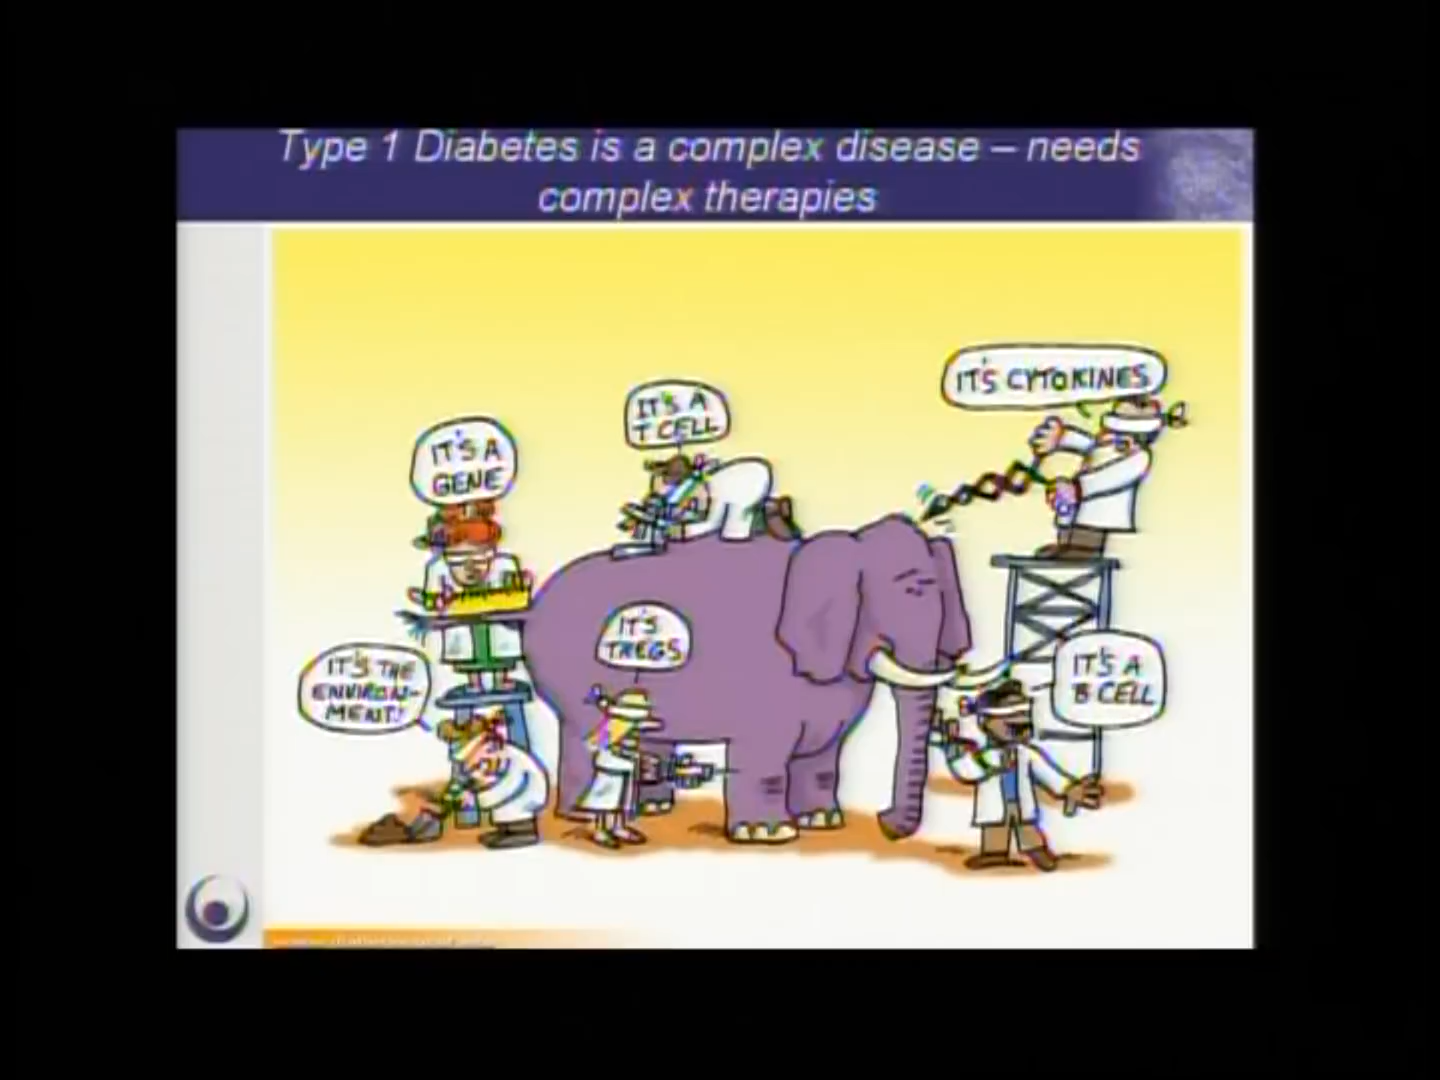 Type 1 Diabetes is a complex disease – needs
complex therapies
IT'S CYTOKINES
IT'S A
T CELL
IT'S A
GENE
IT'S
TREGS
IT'S THE
ENVIRON-
MENT!
IT'S A
B CELL